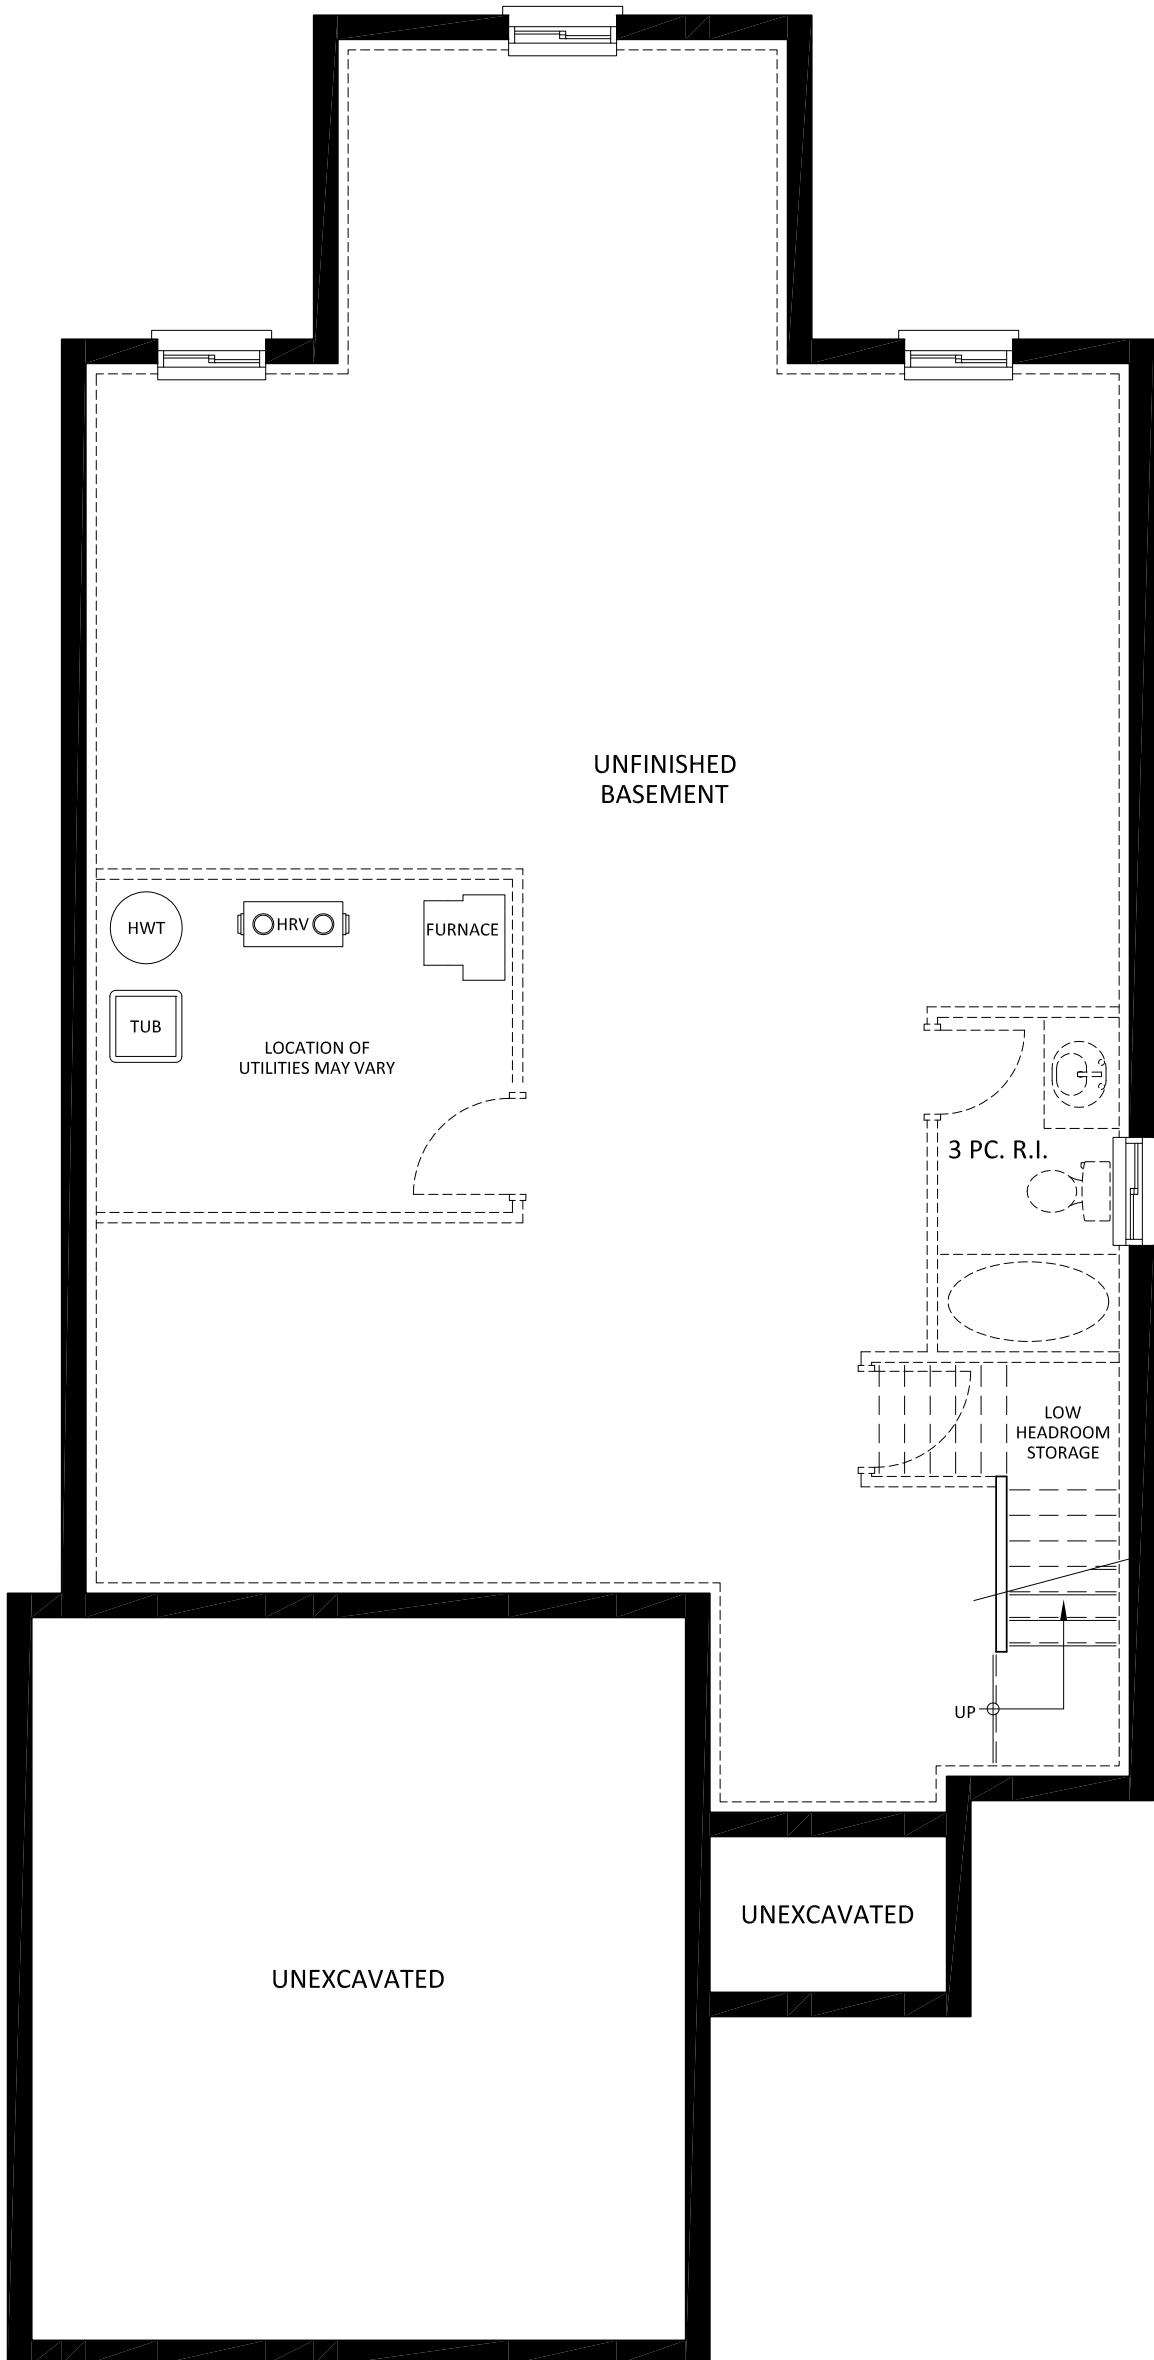 UNFINISHED
BASEMENT
HWT
HRV
FURNACE
TUB
LOCATION OF
UTILITIES MAY VARY
3 PC. R.I.
LOW
HEADROOM
STORAGE
UP
UNEXCAVATED
UNEXCAVATED